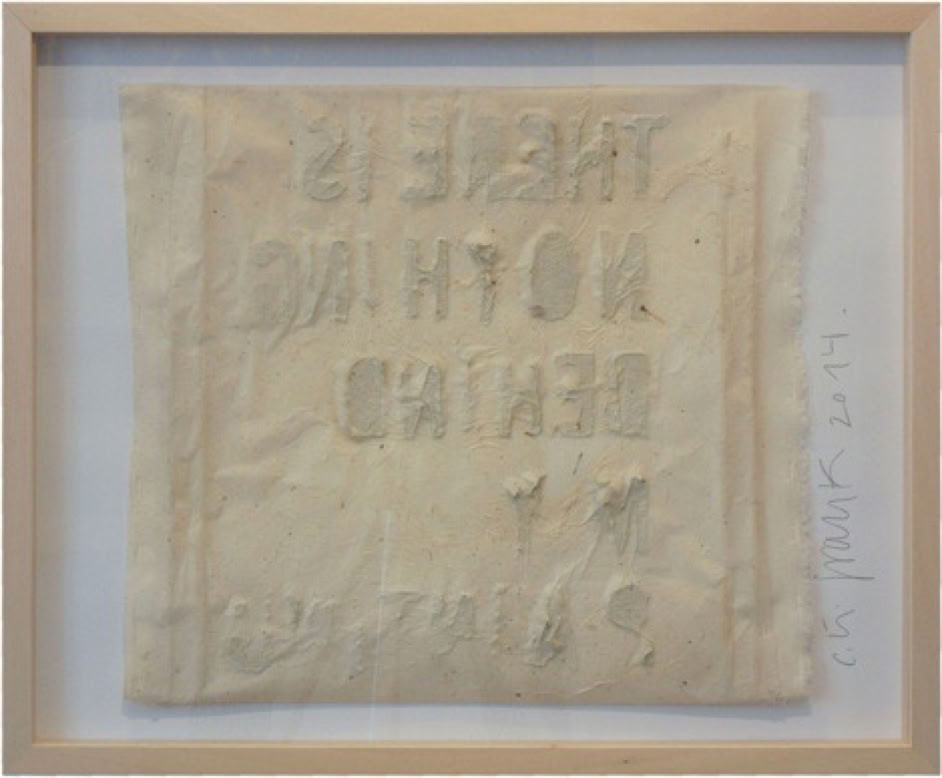 THERE IS
NOTHING
BEHIND
MY
PAINTING
2014.